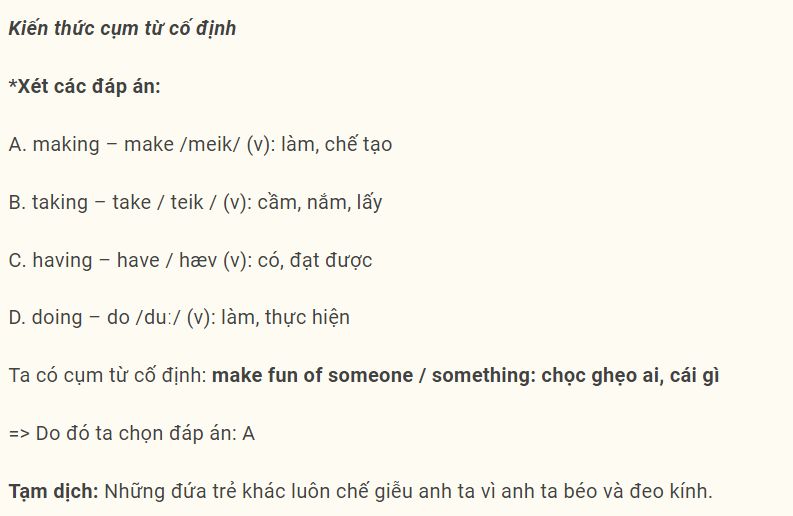 Kiến thức cụm từ cố định
*Xét các đáp án:
A. making – make /meik/ (v): làm, chế tạo
B. taking – take / teik / (v): cầm, nắm, lấy
C. having – have / hæv (v): có, đạt được
D. doing – do /duː/ (v): làm, thực hiện
Ta có cụm từ cố định: make fun of someone / something: chọc ghẹo ai, cái gì
=> Do đó ta chọn đáp án: A
Tạm dịch: Những đứa trẻ khác luôn chế giễu anh ta vì anh ta béo và đeo kính.